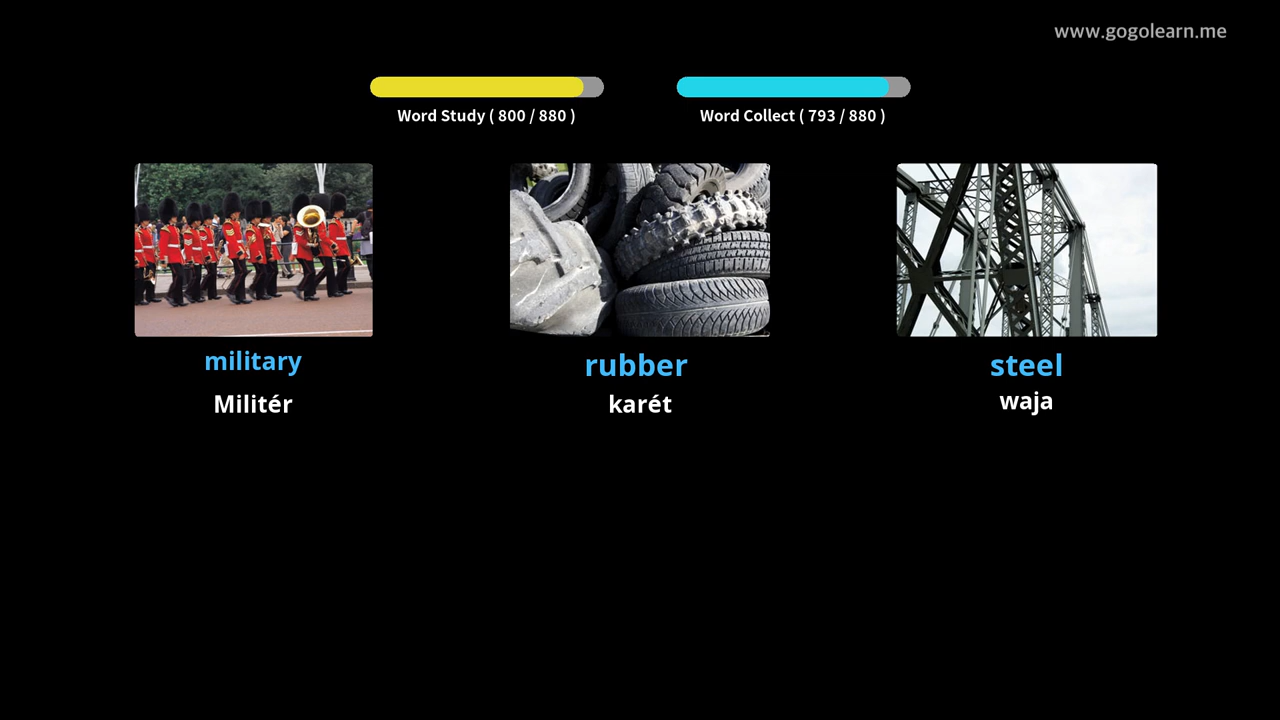 www.gogolearn.me
Word Study ( 800 / 880 )
Word Collect ( 793 / 880 )
military
rubber
steel
Militér
karét
waja